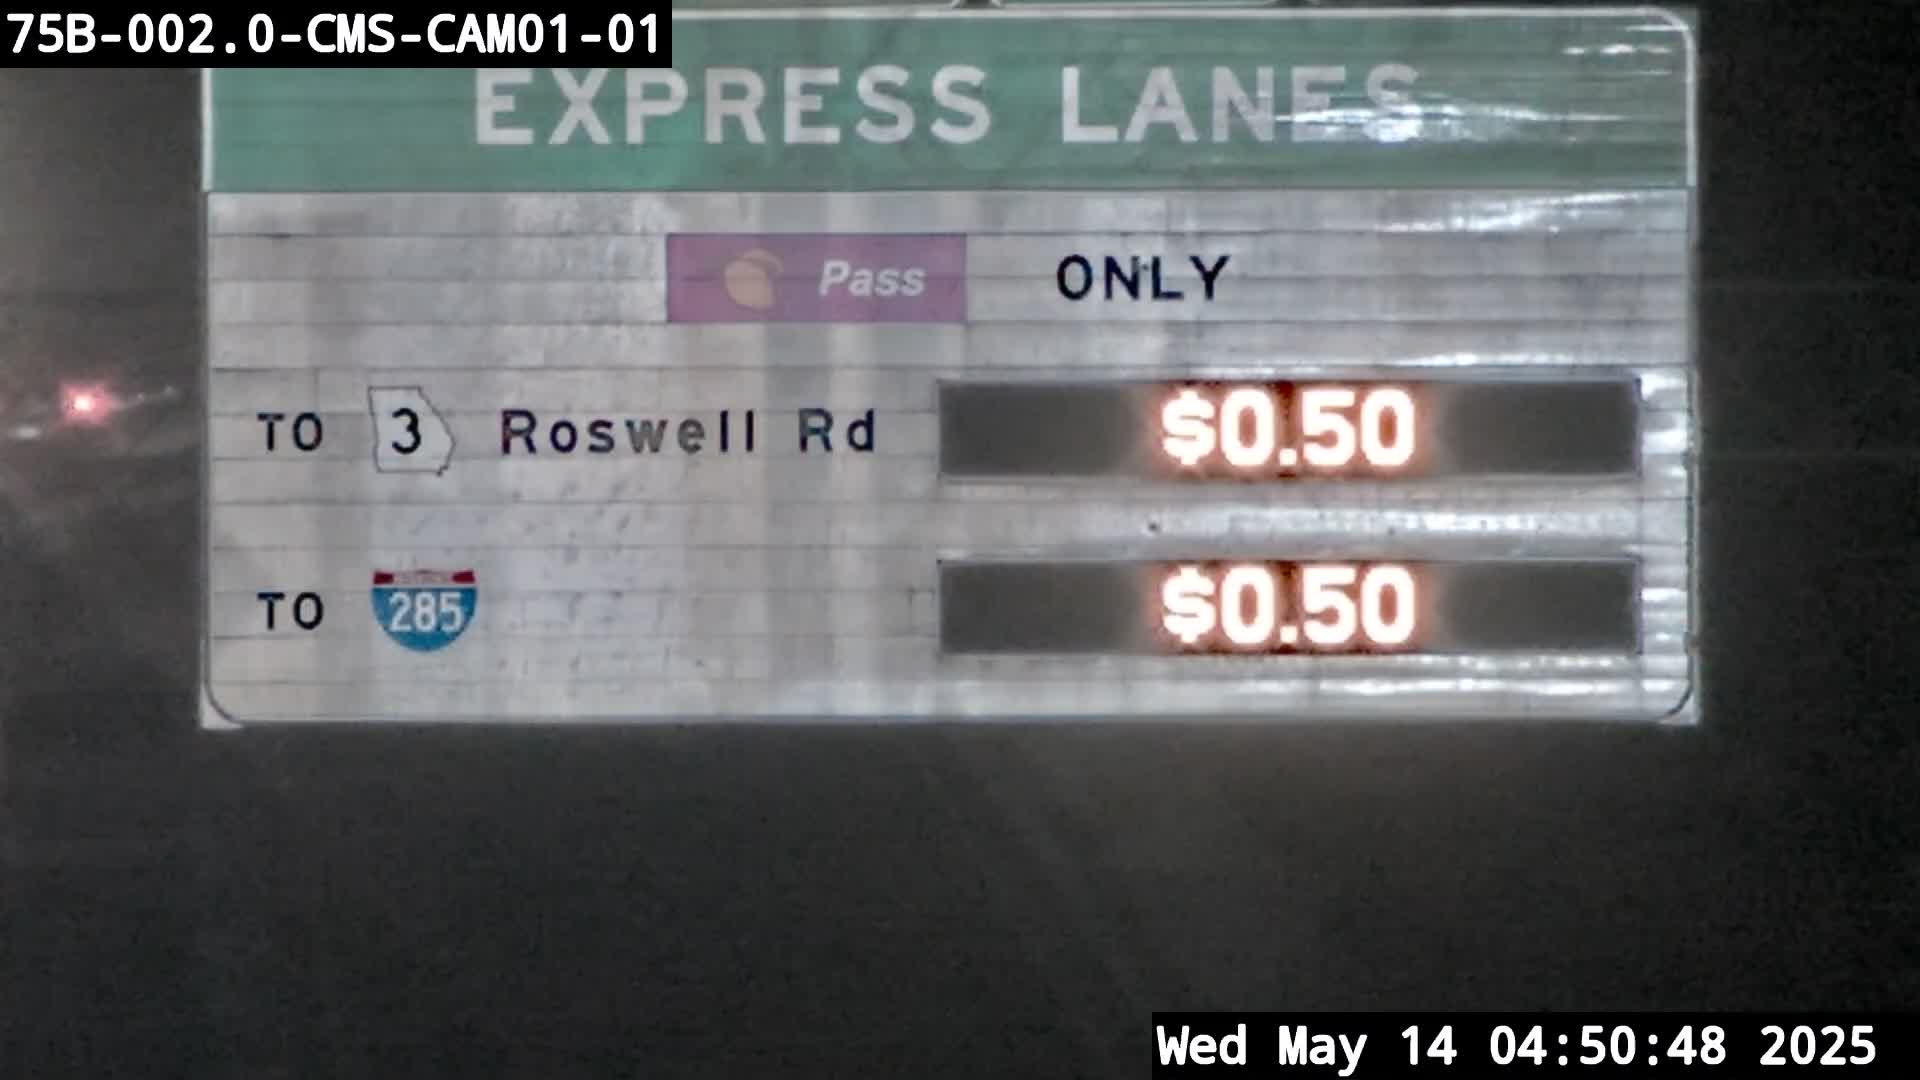 75B-002.0-CMS-CAM01-01
EXPRESS LANES
Pass ONLY
TO 3 Roswell Rd $0.50
TO 285 $0.50
Wed May 14 04:50:48 2025